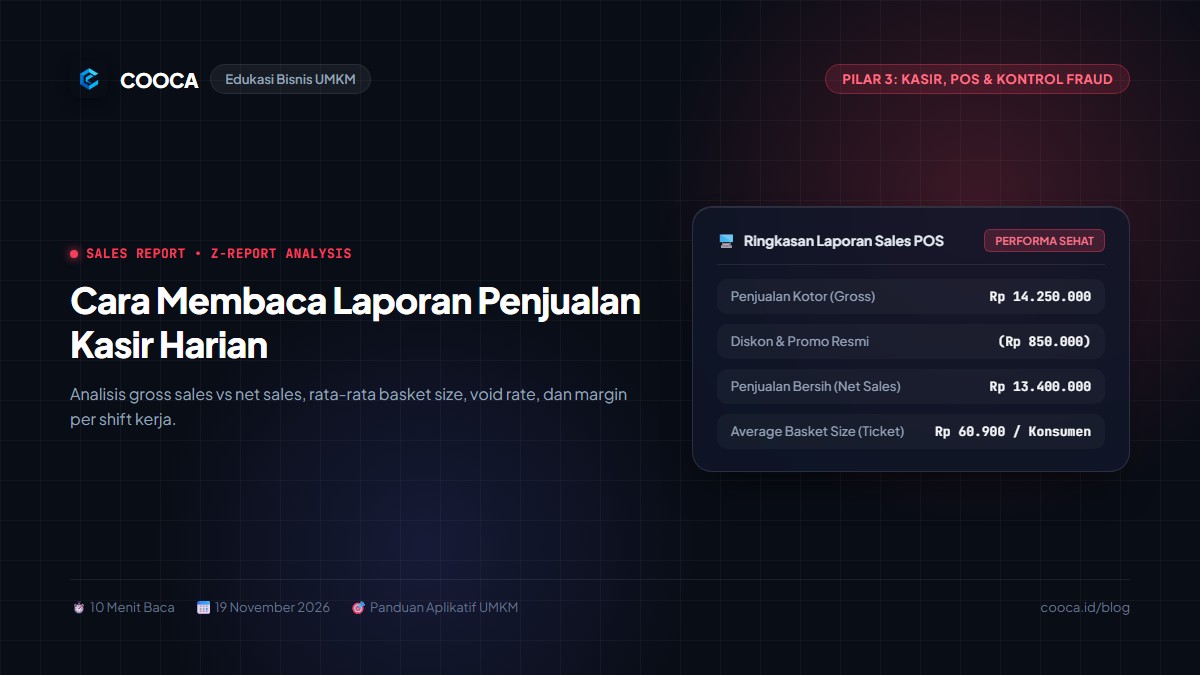 COOCA
Edukasi Bisnis UMKM
PILAR 3: KASIR, POS & KONTROL FRAUD
SALES REPORT • Z-REPORT ANALYSIS
Cara Membaca Laporan Penjualan
Kasir Harian
Analisis gross sales vs net sales, rata-rata basket size, void rate, dan margin
per shift kerja.
Ringkasan Laporan Sales POS
PERFORMA SEHAT
Penjualan Kotor (Gross) Rp 14.250.000
Diskon & Promo Resmi (Rp 850.000)
Penjualan Bersih (Net Sales) Rp 13.400.000
Average Basket Size (Ticket) Rp 60.900 / Konsumen
10 Menit Baca
19 November 2026
Panduan Aplikatif UMKM
cooca.id/blog